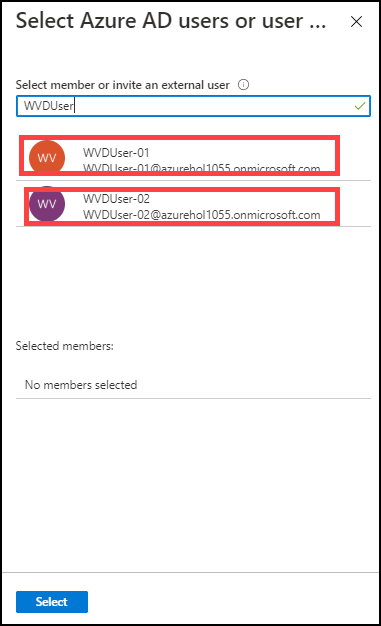 Select Azure AD users or user ...
Select member or invite an external user
WVDUser
WV
WVDUser-01
WVDUser-01@azurehol1055.onmicrosoft.com
WV
WVDUser-02
WVDUser-02@azurehol1055.onmicrosoft.com
Selected members:
No members selected
Select